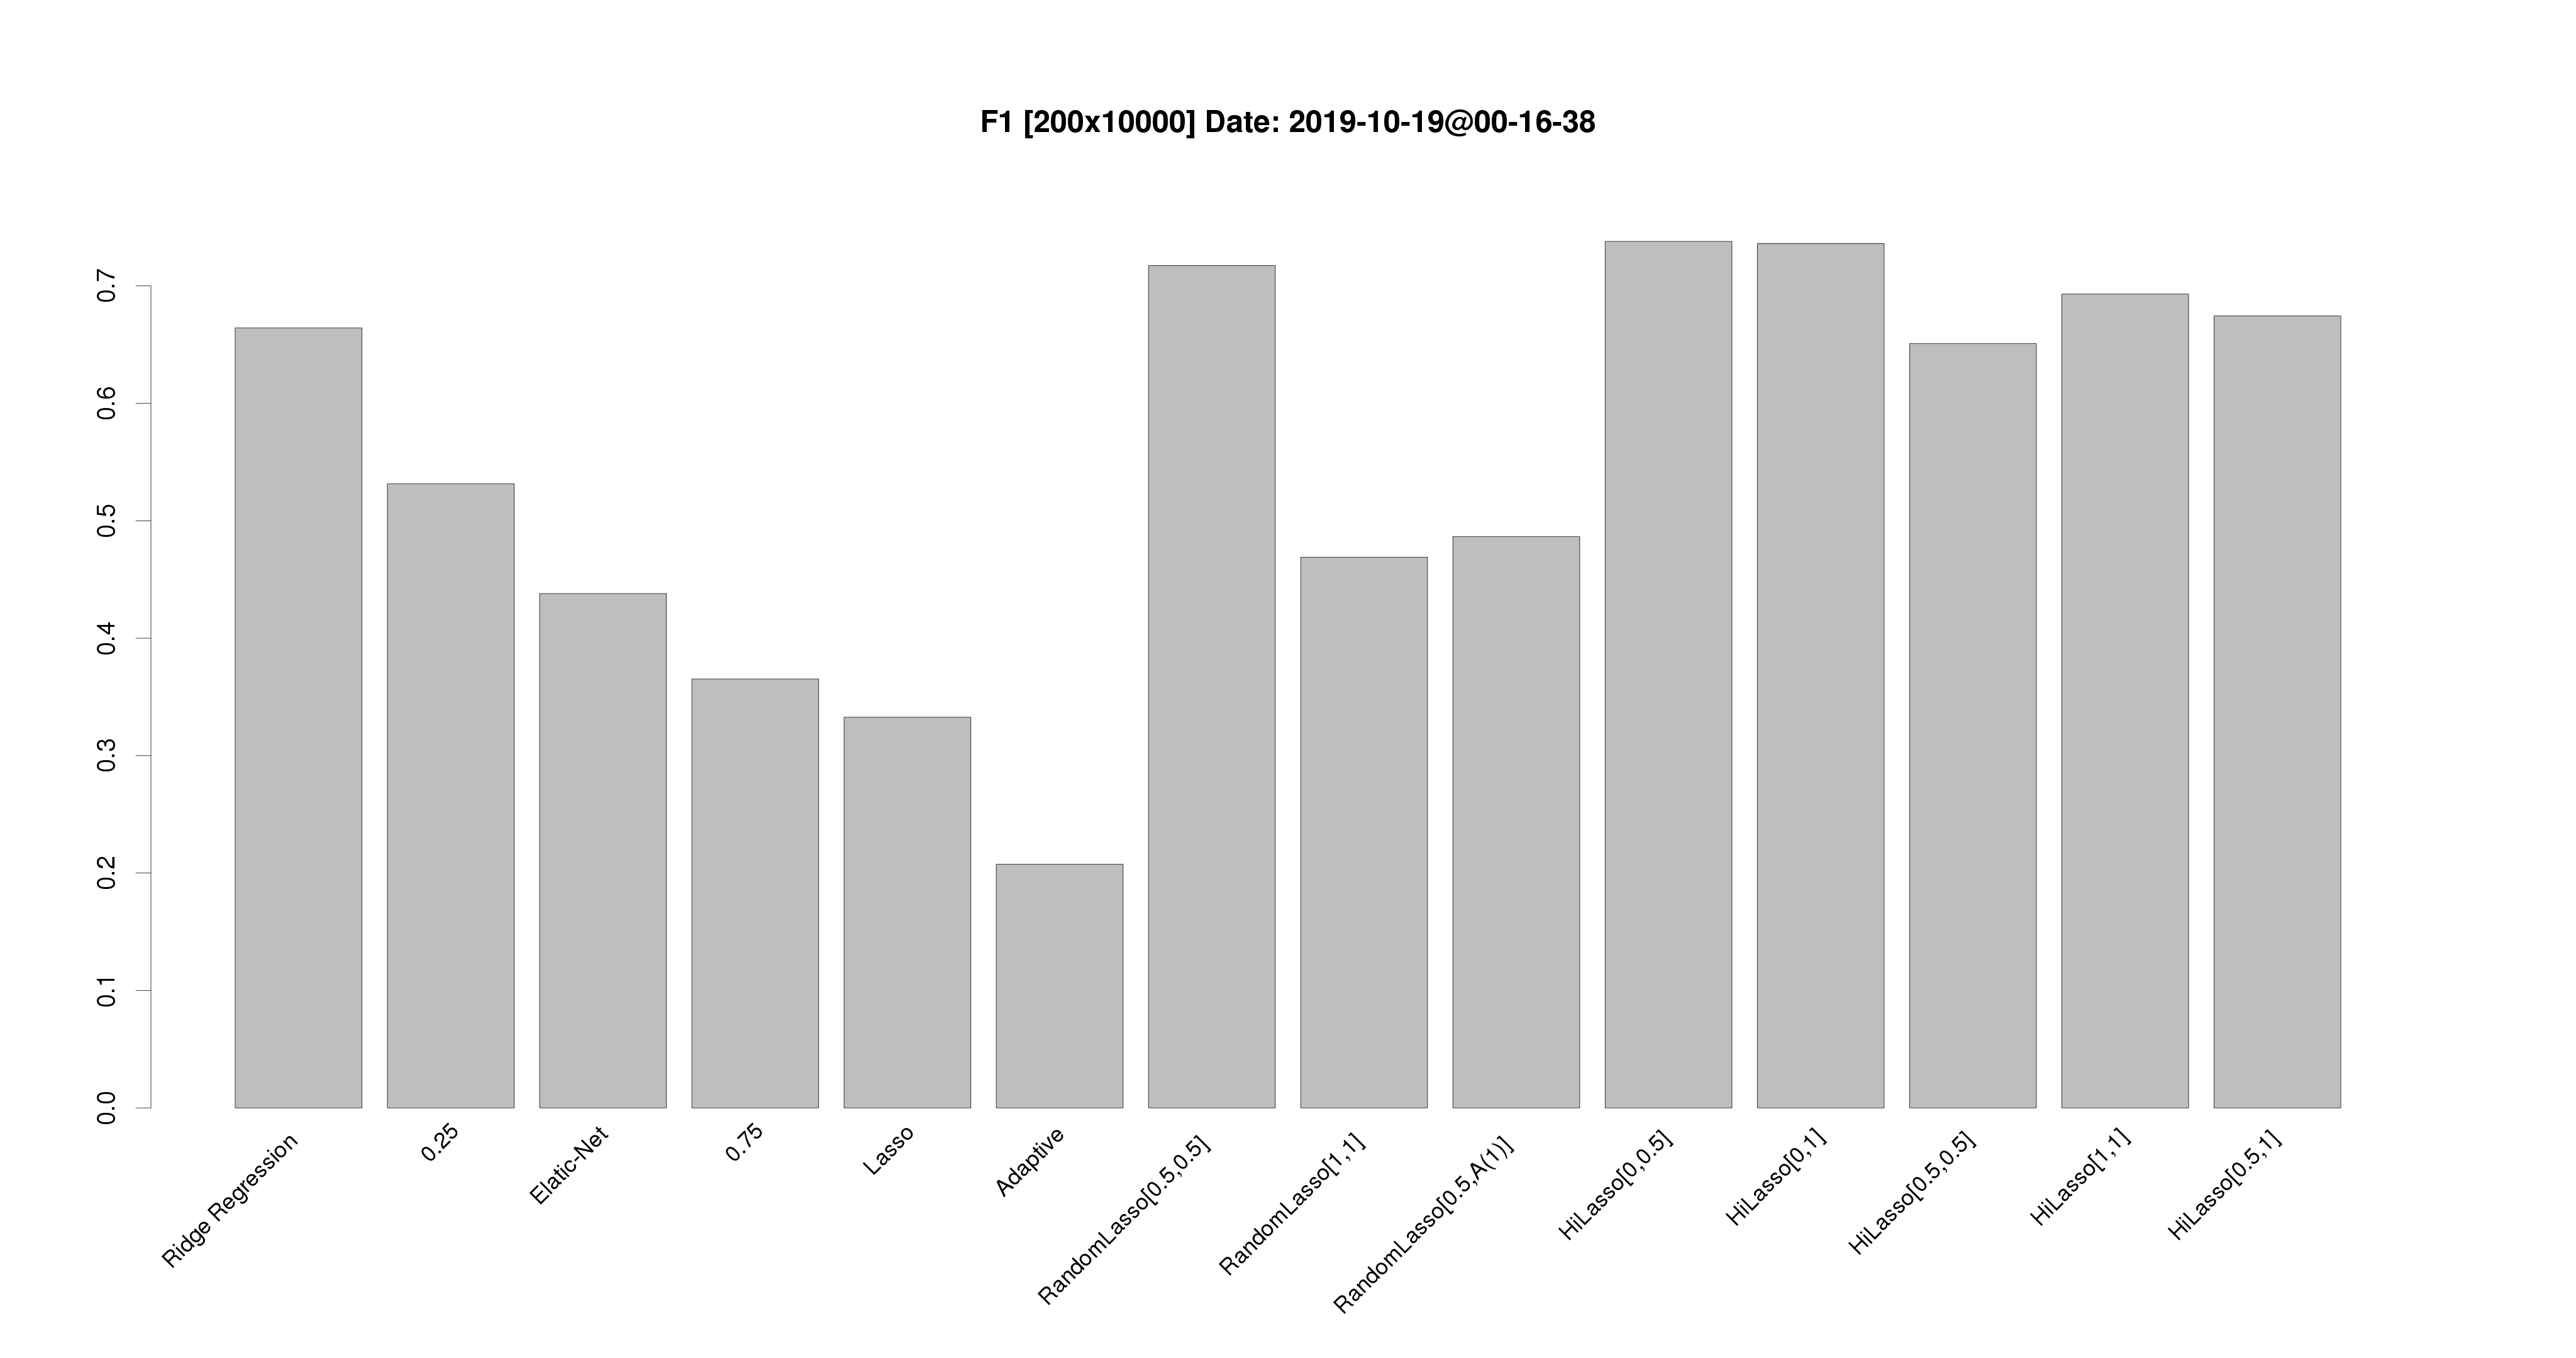 F1 [200x10000] Date: 2019-10-19@00-16-38
0.7
0.6
0.5
0.4
0.3
0.2
0.1
0.0
Ridge Regression
0.25
Elatic-Net
0.75
Lasso
Adaptive
RandomLasso[0.5,0.5]
RandomLasso[1,1]
RandomLasso[0.5,A(1)]
HiLasso[0,0.5]
HiLasso[0,1]
HiLasso[0.5,0.5]
HiLasso[1,1]
HiLasso[0.5,1]